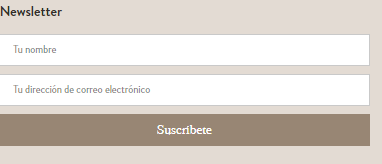 Newsletter
Tu nombre
Tu dirección de correo electrónico
Suscríbete